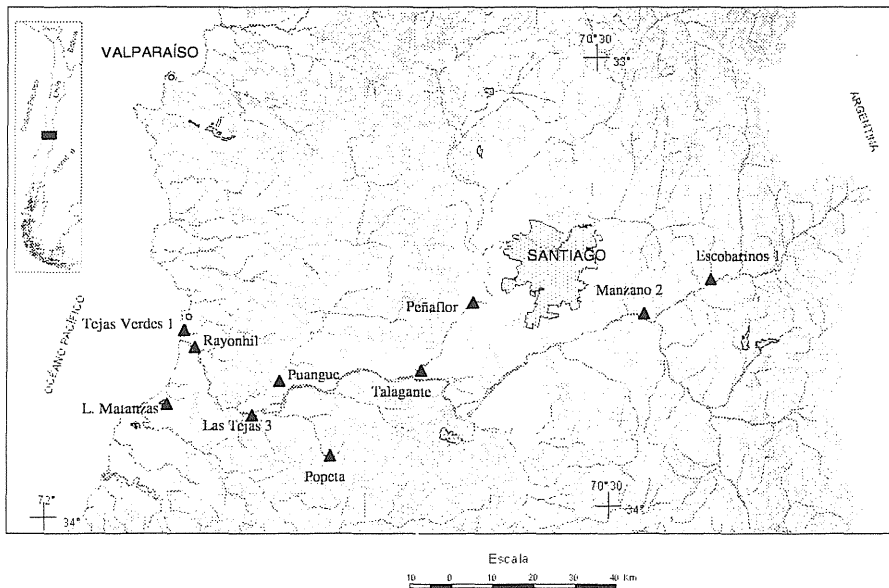 VALPARAÍSO
70°30
33°
ARGENTINA
SANTIAGO
Escobarinos 1
Manzano 2
Peñaflor
OCÉANO PACÍFICO
Tejas Verdes 1
Rayonhil
Puangue
Talagante
L. Matanzas
Las Tejas 3
Popeta
70°30
34°
34°
Escala
10 0 10 20 30 40 Km